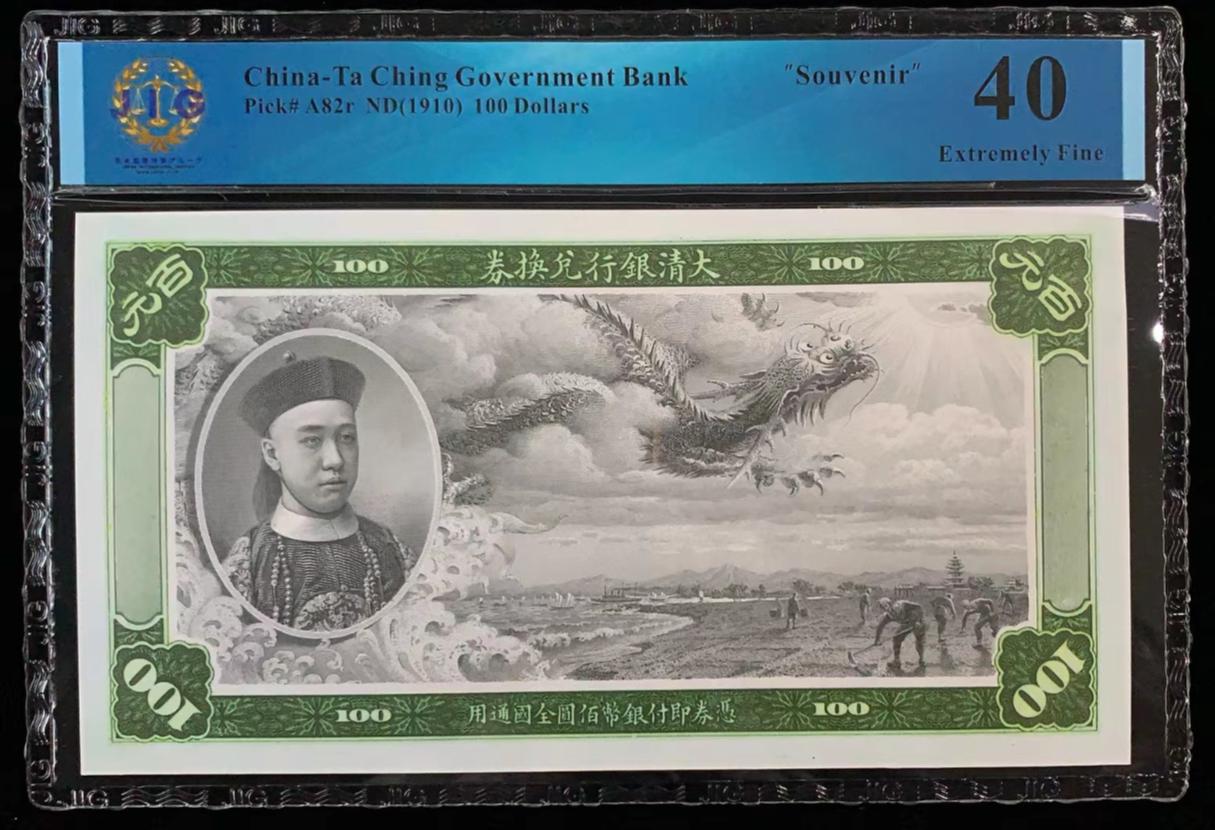 JIG
China-Ta Ching Government Bank
Pick# A82r ND(1910) 100 Dollars
"Souvenir"
40
Extremely Fine
百元
100
大清銀行兌換券
100
百元
100
100
憑券即付銀幣佰圓全國通用
100
100